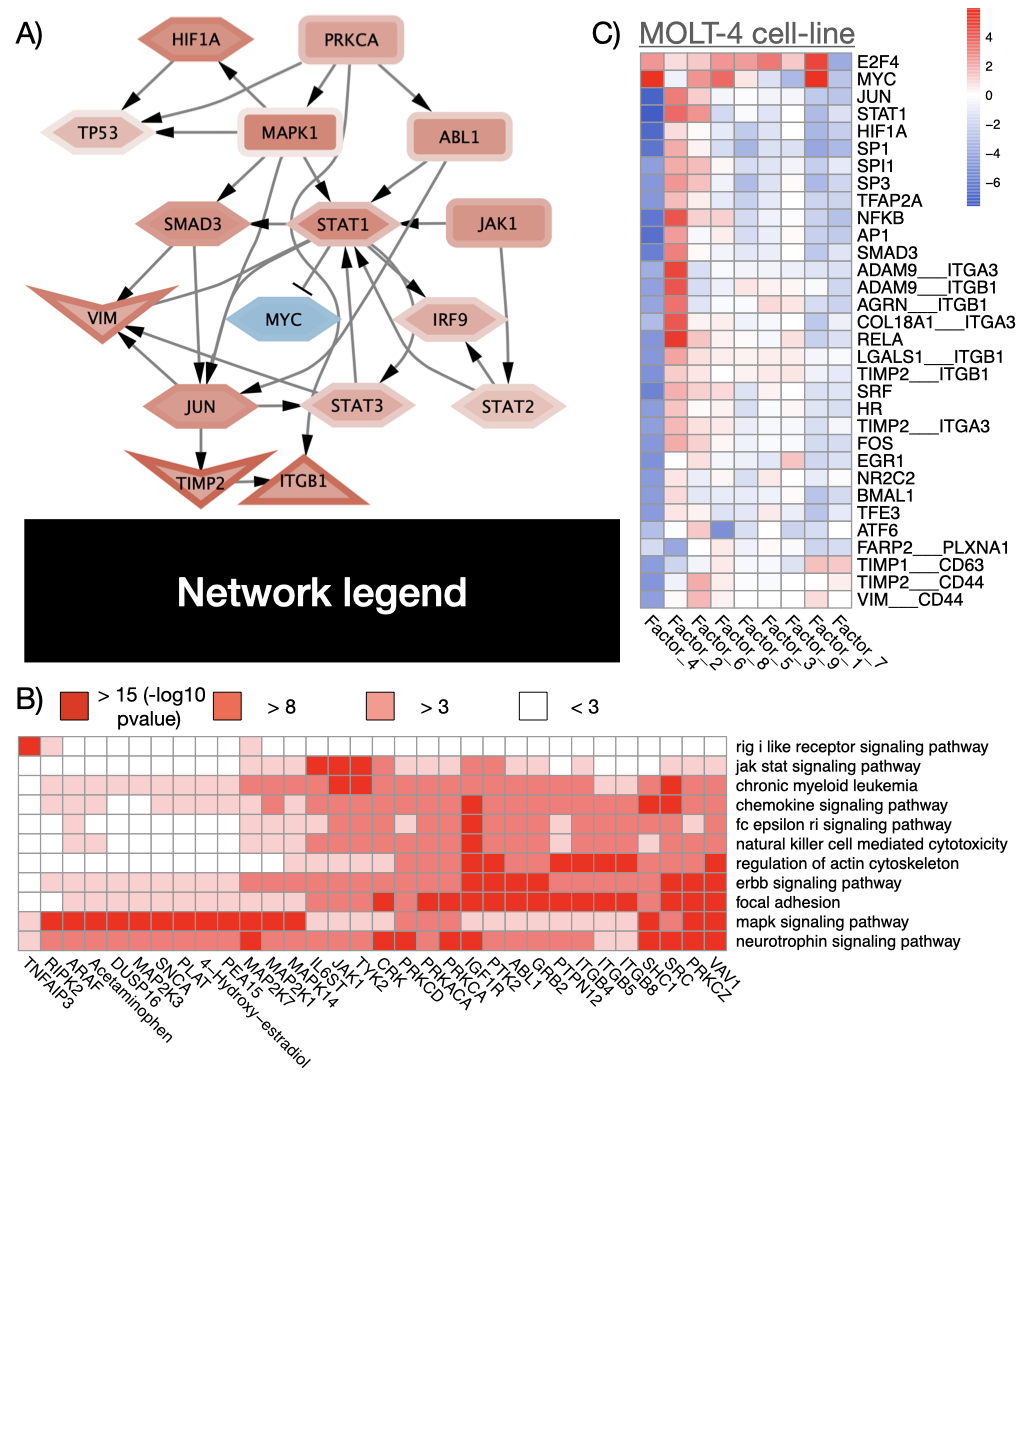 A)
HIF1A
PRKCA
TP53
MAPK1
ABL1
SMAD3
STAT1
JAK1
VIM
MYC
IRF9
JUN
STAT3
STAT2
TIMP2
ITGB1
Network legend
C)
MOLT-4 cell-line
4
2
0
−2
−4
−6
E2F4
MYC
JUN
STAT1
HIF1A
SP1
SPI1
SP3
TFAP2A
NFKB
AP1
SMAD3
ADAM9___ITGA3
ADAM9___ITGB1
AGRN___ITGB1
COL18A1___ITGA3
RELA
LGALS1___ITGB1
TIMP2___ITGB1
SRF
HR
TIMP2___ITGA3
FOS
EGR1
NR2C2
BMAL1
TFE3
ATF6
FARP2___PLXNA1
TIMP1___CD63
TIMP2___CD44
VIM___CD44
Factor_4
Factor_2
Factor_6
Factor_8
Factor_5
Factor_3
Factor_9
Factor_1
Factor_7
B)
> 15 (-log10
pvalue)
> 8
> 3
< 3
rig i like receptor signaling pathway
jak stat signaling pathway
chronic myeloid leukemia
chemokine signaling pathway
fc epsilon ri signaling pathway
natural killer cell mediated cytotoxicity
regulation of actin cytoskeleton
erbb signaling pathway
focal adhesion
mapk signaling pathway
neurotrophin signaling pathway
TNFAIP3
RIPK2
ARAF
Acetaminophen
DUSP16
MAP2K3
SNCA
PLAT
4−Hydroxy−estradiol
PEA15
MAP2K7
MAP2K1
MAPK14
IL6ST
JAK1
TYK2
CRK
PRKCD
PRKACA
PRKCA
IGF1R
PTK2
ABL1
GRB2
PTPN12
ITGB4
ITGB5
ITGB8
SHC1
SRC
PRKCZ
VAV1